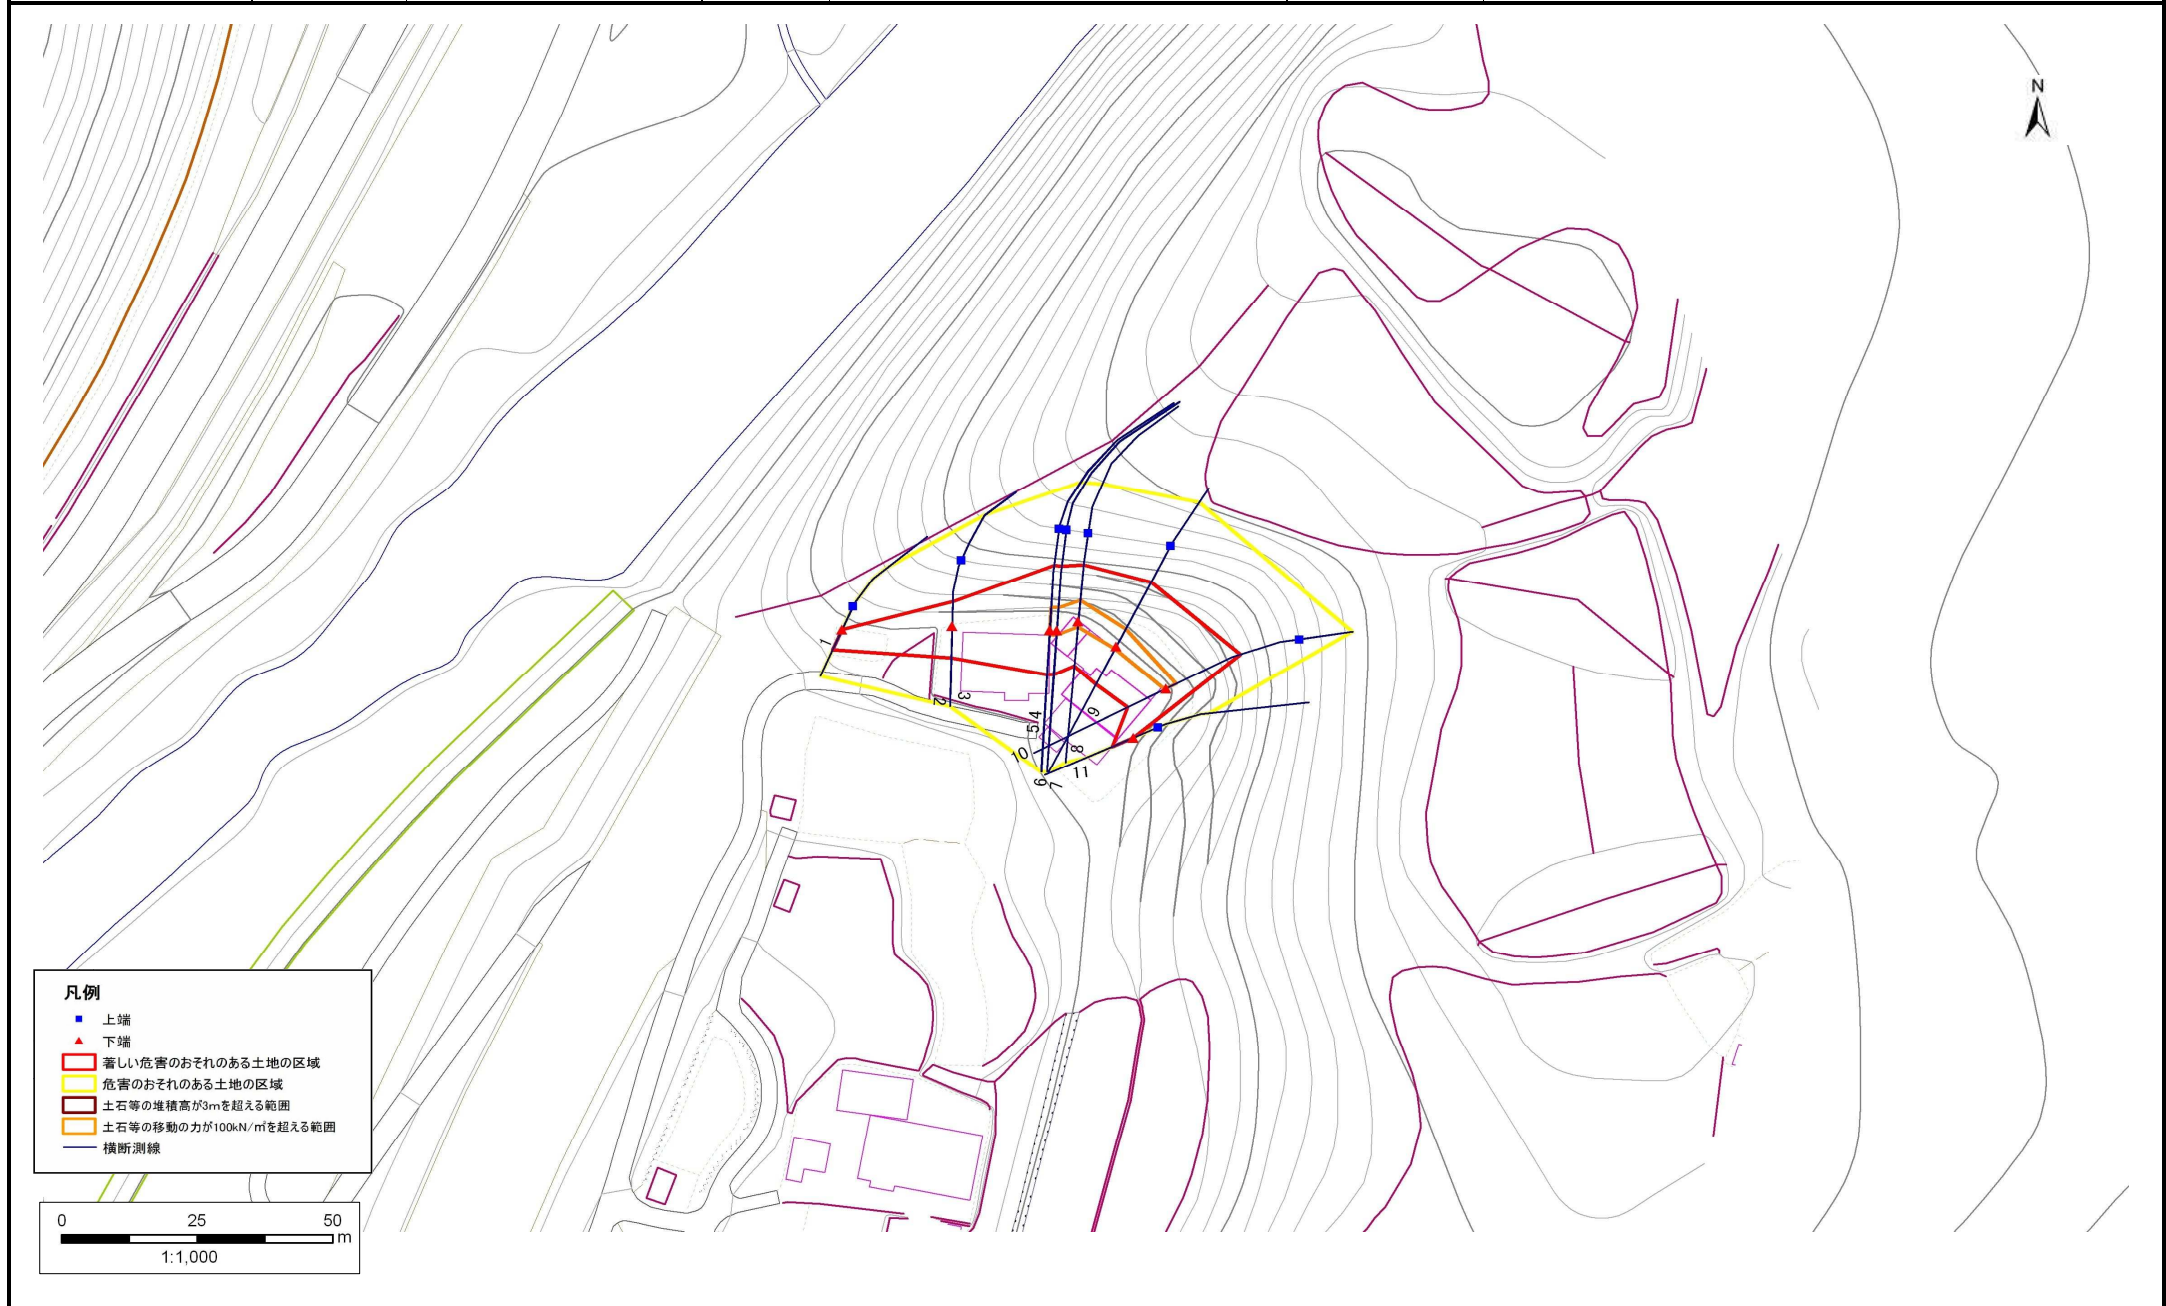 N
1
2
3
4
5
6
7
8
9
10
11
凡例
上端
下端
著しい危害のおそれのある土地の区域
危害のおそれのある土地の区域
土石等の堆積高が3mを超える範囲
土石等の移動の力が100kN/㎡を超える範囲
横断測線
0 25 50
m
1:1,000